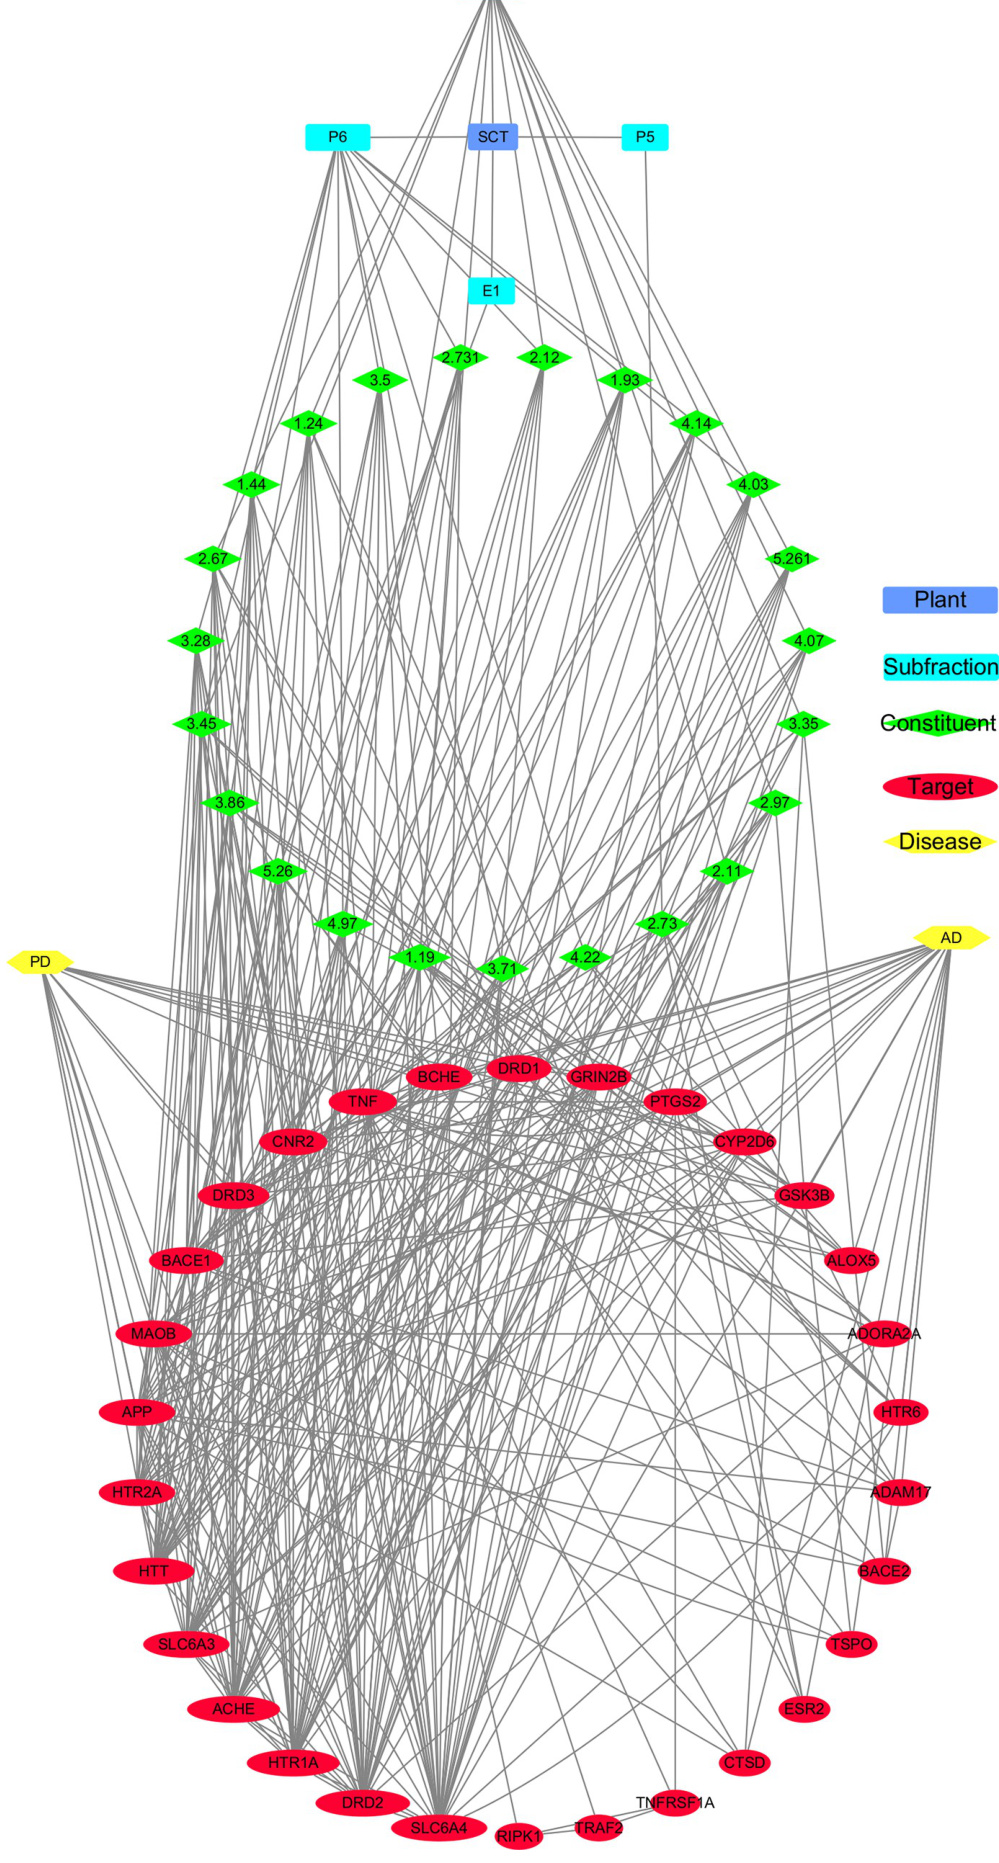 P6
SCT
P5
E1
2.731
2.12
3.5
1.93
1.24
4.14
1.44
4.03
2.67
5.261
Plant
3.28
4.07
Subfraction
3.45
3.35
Constituent
Target
3.86
2.97
Disease
5.26
2.11
4.97
2.73
AD
1.19
4.22
PD
3.71
DRD1
BCHE
GRIN2B
TNF
PTGS2
CNR2
CYP2D6
DRD3
GSK3B
BACE1
ALOX5
MAOB
ADORA2A
APP
HTR6
HTR2A
ADAM17
HTT
BACE2
SLC6A3
TSPO
ACHE
ESR2
HTR1A
CTSD
DRD2
TNFRSF1A
SLC6A4
TRAF2
RIPK1